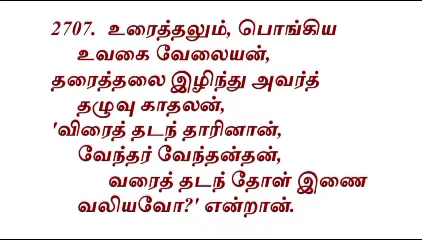 2707. உரைத்தலும், பொங்கிய
உவகை வேலையன்,
தரைத்தலை இழிந்து அவர்த்
தழுவு காதலன்,
'விரைத் தடந் தாரினான்,
வேந்தர் வேந்தன்தன்,
வரைத் தடந் தோள் இணை
வலியவோ?' என்றான்.